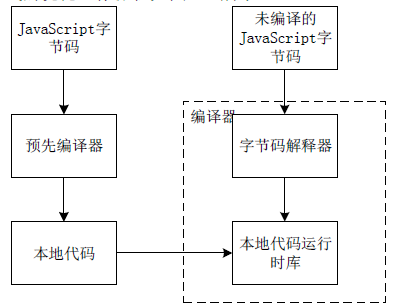 JavaScript字
节码
未编译的
JavaScript字
节码
编译器
预先编译器
字节码解释器
本地代码
本地代码运行
时库